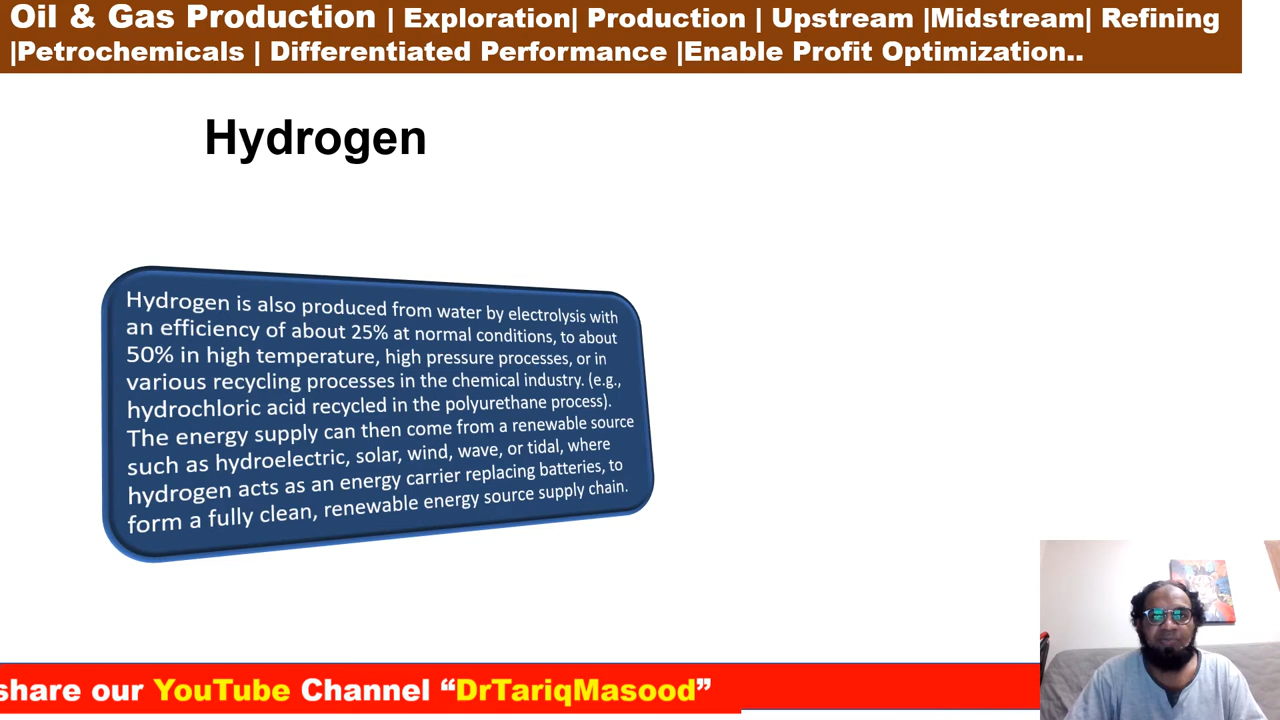 Oil & Gas Production | Exploration| Production | Upstream |Midstream| Refining
|Petrochemicals | Differentiated Performance |Enable Profit Optimization..
Hydrogen
Hydrogen is also produced from water by electrolysis with
an efficiency of about 25% at normal conditions, to about
50% in high temperature, high pressure processes, or in
various recycling processes in the chemical industry. (e.g.,
hydrochloric acid recycled in the polyurethane process).
The energy supply can then come from a renewable source
such as hydroelectric, solar, wind, wave, or tidal, where
hydrogen acts as an energy carrier replacing batteries, to
form a fully clean, renewable energy source supply chain.
share our YouTube Channel “DrTariqMasood”